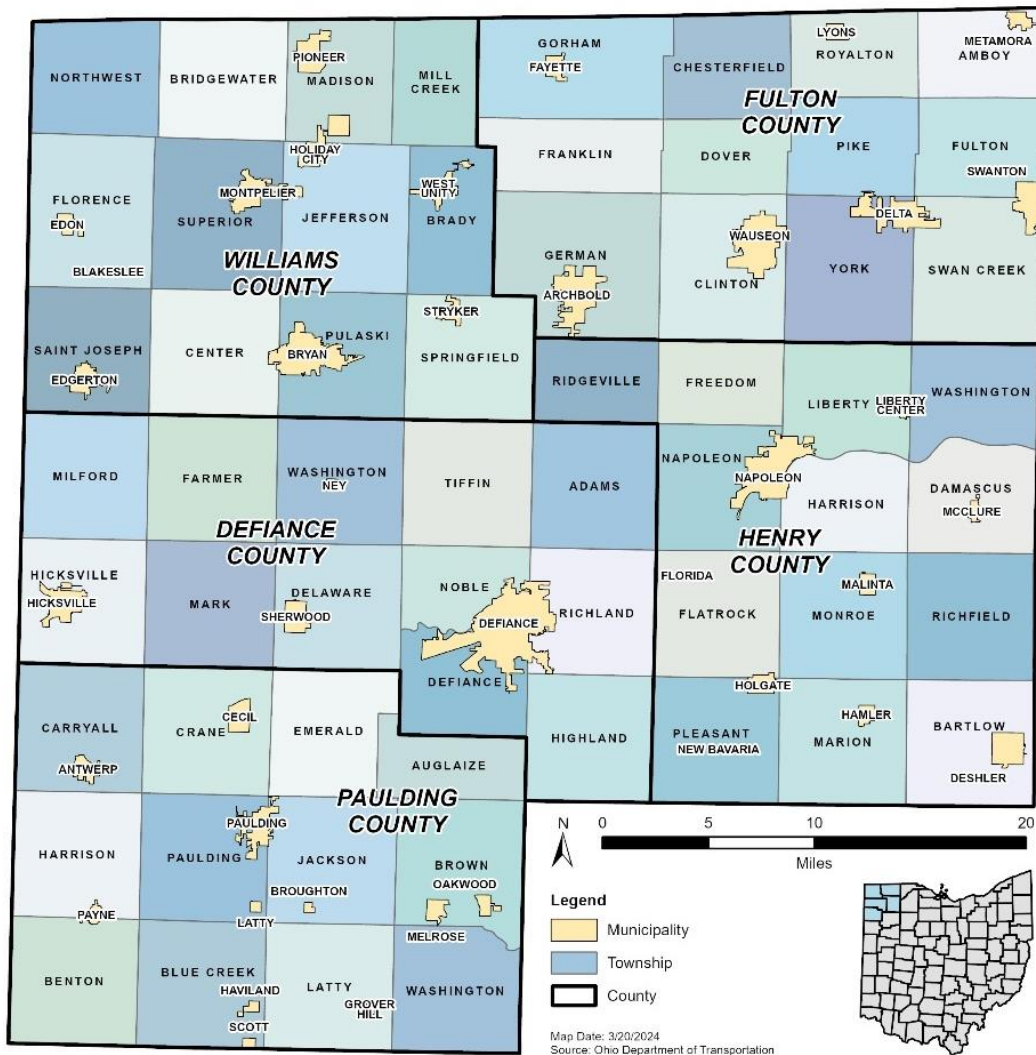 LYONS
METAMORA
AMBOY
GORHAM
FAYETTE
CHESTERFIELD
ROYALTON
PIONEER
NORTHWEST
BRIDGEWATER
MADISON
MILL
CREEK
FULTON
COUNTY
HOLIDAY
CITY
FRANKLIN
DOVER
PIKE
FULTON
SWANTON
FLORENCE
EDON
SUPERIOR
MONTPELIER
JEFFERSON
WEST
UNITY
BRADY
BLAKESLEE
WILLIAMS
COUNTY
GERMAN
ARCHBOLD
CLINTON
WAUSEON
DELTA
YORK
SWAN CREEK
STRYKER
SAINT JOSEPH
EDGERTON
CENTER
PULASKI
BRYAN
SPRINGFIELD
RIDGEVILLE
FREEDOM
LIBERTY
LIBERTY
CENTER
WASHINGTON
MILFORD
FARMER
WASHINGTON
NEY
TIFFIN
ADAMS
NAPOLEON
NAPOLEON
HARRISON
DAMASCUS
MCCLURE
DEFIANCE
COUNTY
HENRY
COUNTY
HICKSVILLE
HICKSVILLE
MARK
DELAWARE
SHERWOOD
NOBLE
DEFIANCE
RICHLAND
FLORIDA
FLATROCK
MALINTA
MONROE
RICHFIELD
DEFIANCE
HOLGATE
CARRYALL
ANTWERP
CRANE
CECIL
EMERALD
AUGLAIZE
HIGHLAND
PLEASANT
NEW BAVARIA
HAMLER
MARION
BARTLOW
DESHLER
PAULDING
COUNTY
HARRISON
PAULDING
PAULDING
JACKSON
BROWN
BROUGHTON
OAKWOOD
PAYNE
LATTY
MELROSE
BENTON
BLUE CREEK
HAVILAND
SCOTT
LATTY
GROVER
HILL
WASHINGTON
N
0 5 10 20
Miles
Legend
Municipality
Township
County
Map Date: 3/20/2024
Source: Ohio Department of Transportation